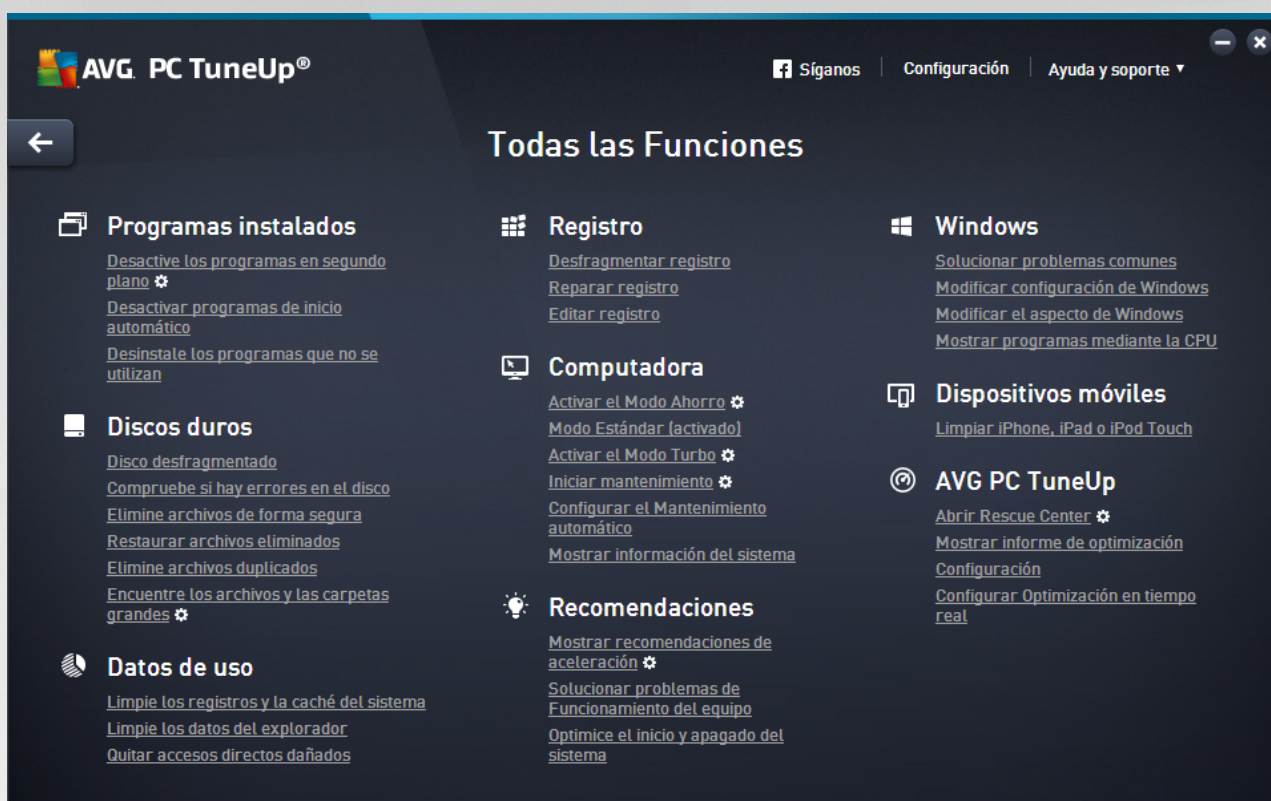 AVG. PC TuneUp®
Síganos
Configuración
Ayuda y soporte
Todas las Funciones
Programas instalados
Desactive los programas en segundo
plano
Desactivar programas de inicio
automático
Desinstale los programas que no se
utilizan
Discos duros
Disco desfragmentado
Compruebe si hay errores en el disco
Elimine archivos de forma segura
Restaurar archivos eliminados
Elimine archivos duplicados
Encuentre los archivos y las carpetas
grandes
Datos de uso
Limpie los registros y la caché del sistema
Limpie los datos del explorador
Quitar accesos directos dañados
Registro
Desfragmentar registro
Reparar registro
Editar registro
Computadora
Activar el Modo Ahorro
Modo Estándar (activado)
Activar el Modo Turbo
Iniciar mantenimiento
Configurar el Mantenimiento
automático
Mostrar información del sistema
Recomendaciones
Mostrar recomendaciones de
aceleración
Solucionar problemas de
Funcionamiento del equipo
Optimice el inicio y apagado del
sistema
Windows
Solucionar problemas comunes
Modificar configuración de Windows
Modificar el aspecto de Windows
Mostrar programas mediante la CPU
Dispositivos móviles
Limpiar iPhone, iPad o iPod Touch
AVG PC TuneUp
Abrir Rescue Center
Mostrar informe de optimización
Configuración
Configurar Optimización en tiempo
real